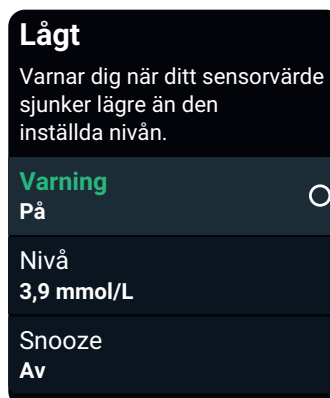 Lågt
Varnar dig när ditt sensorvärde
sjunker lägre än den
inställda nivån.
Varning
På
Nivå
3,9 mmol/L
Snooze
Av